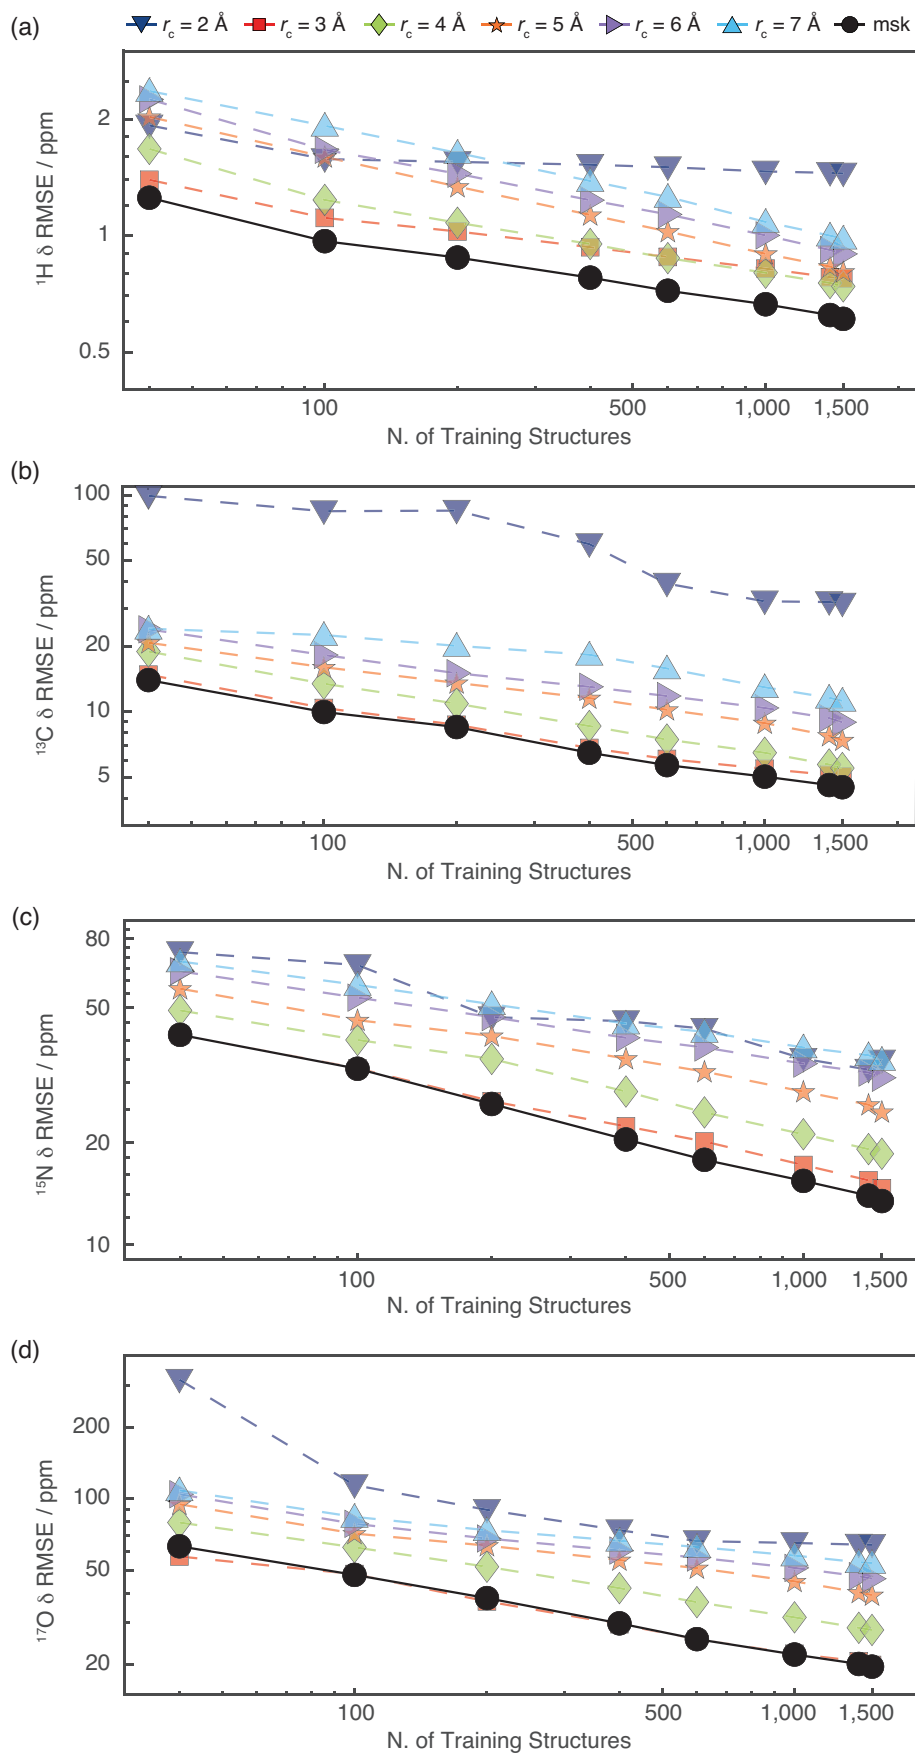 (a) r_c = 2 Å r_c = 3 Å r_c = 4 Å r_c = 5 Å r_c = 6 Å r_c = 7 Å msk
¹H δ RMSE / ppm
2
1
0.5
100 500 1,000 1,500
N. of Training Structures
(b)
¹³C δ RMSE / ppm
100
50
20
10
5
100 500 1,000 1,500
N. of Training Structures
(c)
¹⁵N δ RMSE / ppm
80
50
20
10
100 500 1,000 1,500
N. of Training Structures
(d)
¹⁷O δ RMSE / ppm
200
100
50
20
100 500 1,000 1,500
N. of Training Structures